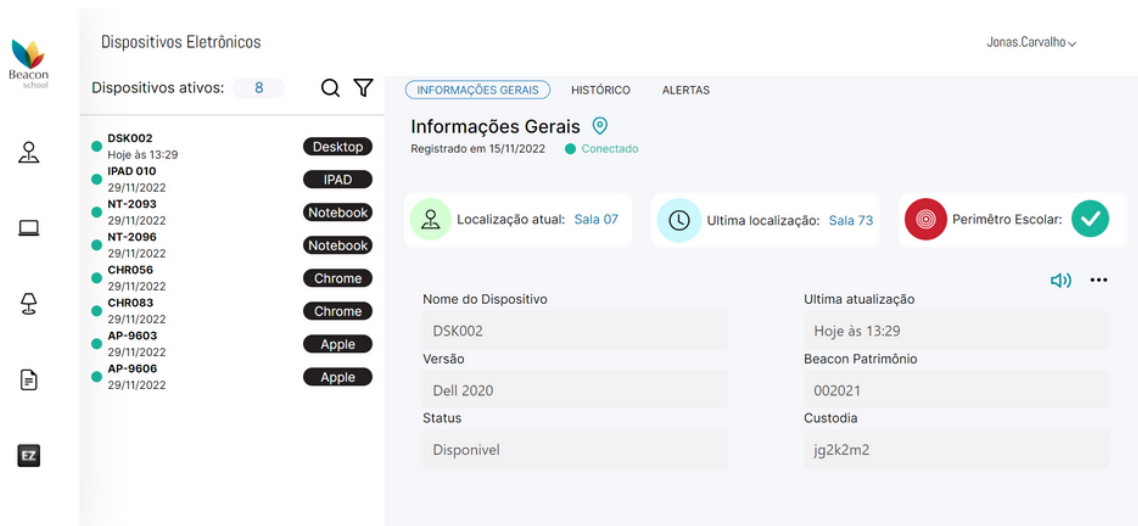 Beacon
school
Dispositivos Eletrônicos
Jonas.Carvalho
Dispositivos ativos: 8
DSK002
Hoje às 13:29
Desktop
IPAD 010
29/11/2022
IPAD
NT-2093
29/11/2022
Notebook
NT-2096
29/11/2022
Notebook
CHR056
29/11/2022
Chrome
CHR083
29/11/2022
Chrome
AP-9603
29/11/2022
Apple
AP-9606
29/11/2022
Apple
EZ
INFORMAÇÕES GERAIS HISTÓRICO ALERTAS
Informações Gerais
Registrado em 15/11/2022 Conectado
Localização atual: Sala 07
Ultima localização: Sala 73
Perimêtro Escolar:
Nome do Dispositivo
DSK002
Ultima atualização
Hoje às 13:29
Versão
Dell 2020
Beacon Patrimônio
002021
Status
Disponivel
Custodia
jg2k2m2